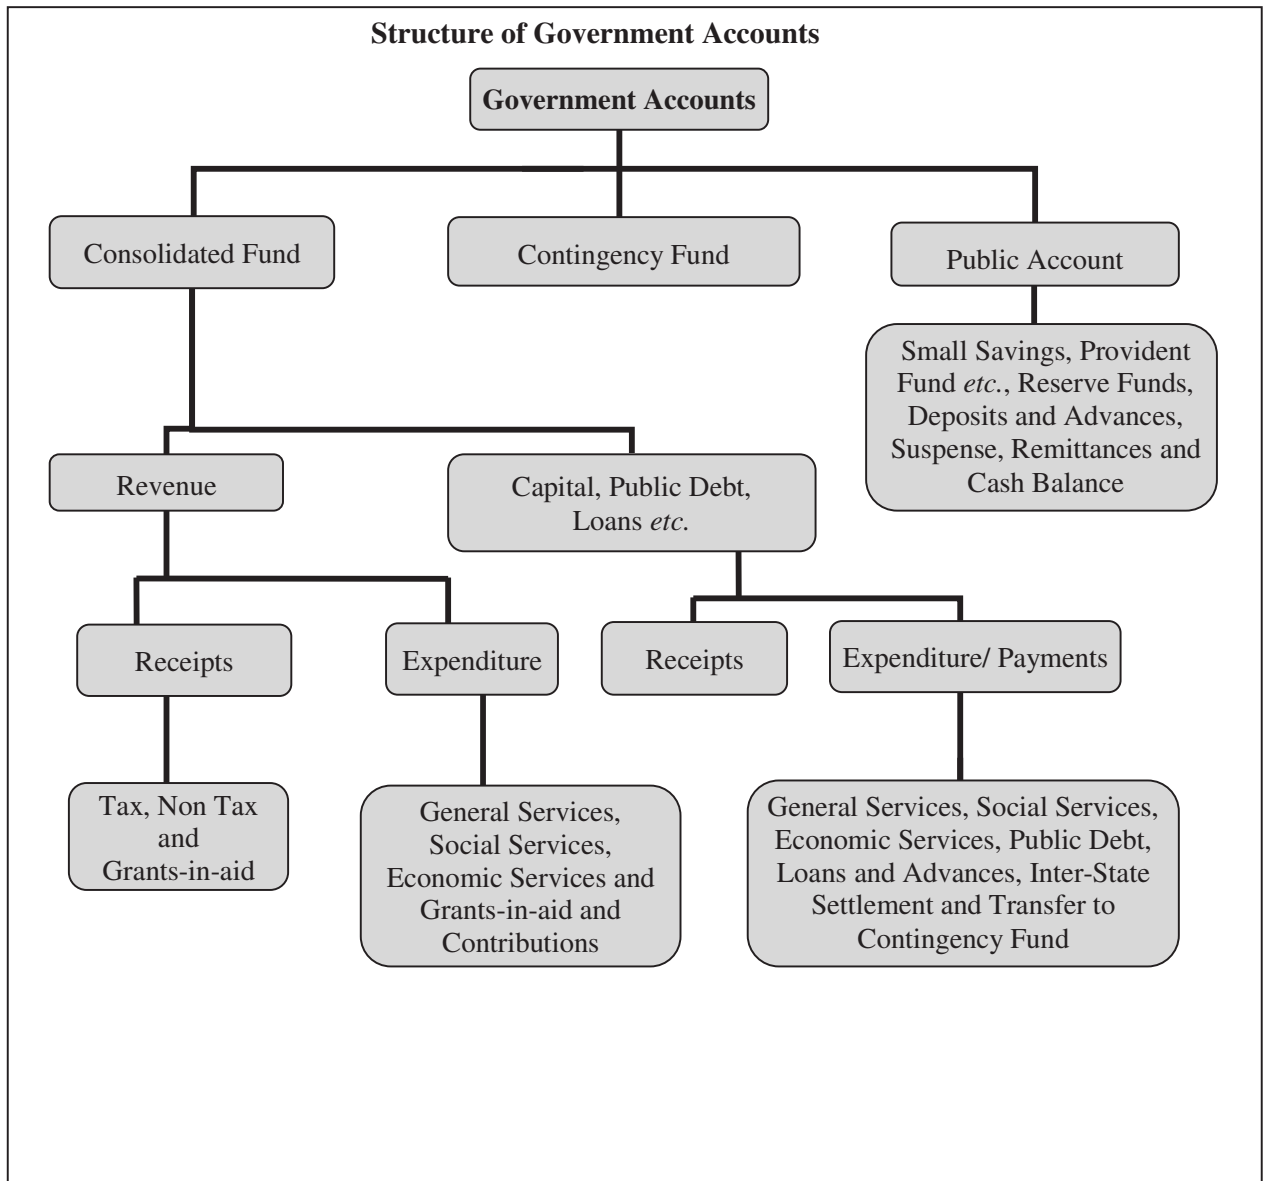 Structure of Government Accounts
Government Accounts
Consolidated Fund
Contingency Fund
Public Account
Small Savings, Provident
Fund etc., Reserve Funds,
Deposits and Advances,
Suspense, Remittances and
Cash Balance
Revenue
Capital, Public Debt,
Loans etc.
Receipts
Expenditure
Receipts
Expenditure/ Payments
Tax, Non Tax
and
Grants-in-aid
General Services,
Social Services,
Economic Services and
Grants-in-aid and
Contributions
General Services, Social Services,
Economic Services, Public Debt,
Loans and Advances, Inter-State
Settlement and Transfer to
Contingency Fund